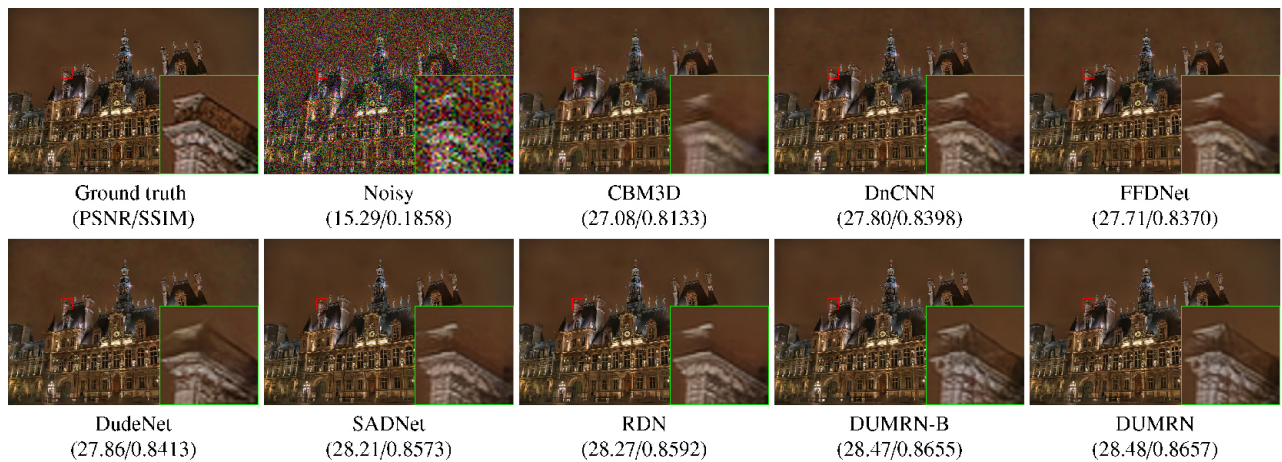 Ground truth
(PSNR/SSIM)
Noisy
(15.29/0.1858)
CBM3D
(27.08/0.8133)
DnCNN
(27.80/0.8398)
FFDNet
(27.71/0.8370)
DudeNet
(27.86/0.8413)
SADNet
(28.21/0.8573)
RDN
(28.27/0.8592)
DUMRN-B
(28.47/0.8655)
DUMRN
(28.48/0.8657)